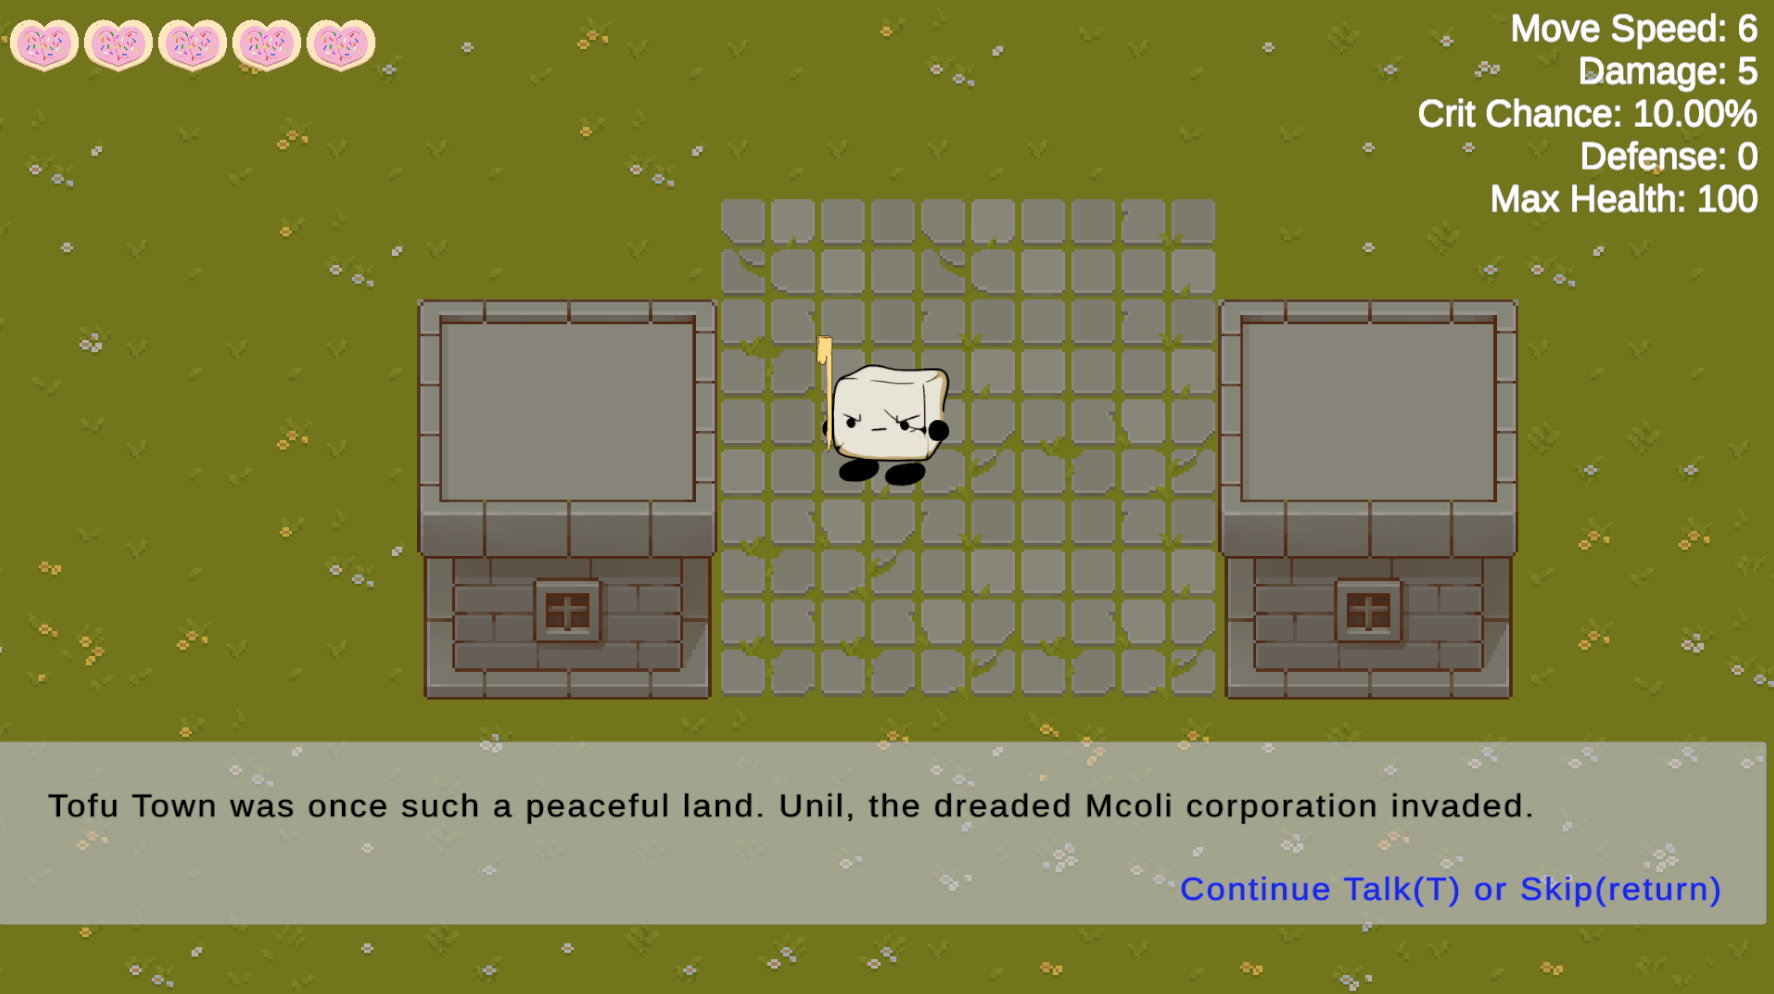 Move Speed: 6
Damage: 5
Crit Chance: 10.00%
Defense: 0
Max Health: 100
Tofu Town was once such a peaceful land. Unil, the dreaded Mcoli corporation invaded.
Continue Talk(T) or Skip(return)